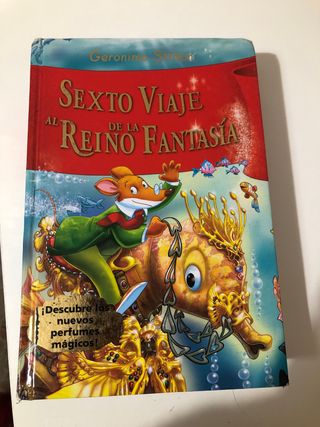 Geronimo Stilton
SEXTO VIAJE
AL REINO DE LA FANTASÍA
¡Descubre los
nuevos
perfumes
mágicos!